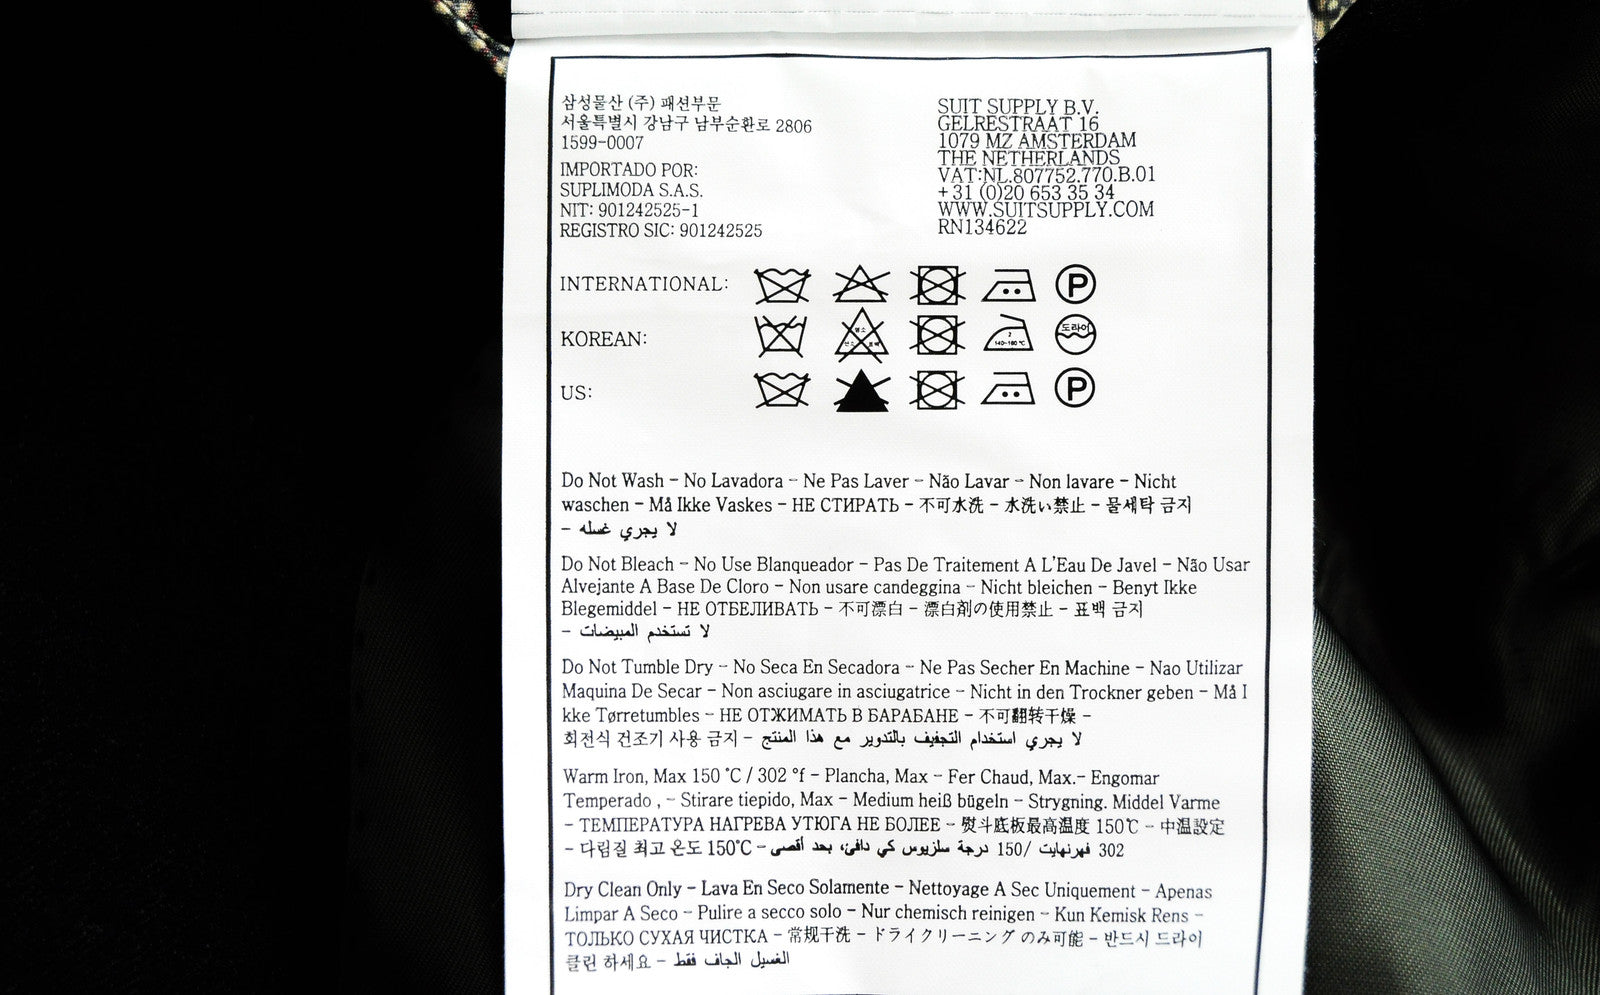 삼성물산 (주) 패션부문
서울특별시 강남구 남부순환로 2806
1599-0007
IMPORTADO POR:
SUPLIMODA S.A.S.
NIT: 901242525-1
REGISTRO SIC: 901242525
SUIT SUPPLY B.V.
GELRESTRAAT 16
1079 MZ AMSTERDAM
THE NETHERLANDS
VAT:NL.807752.770.B.01
+31 (0)20 653 35 34
WWW.SUITSUPPLY.COM
RN134622
INTERNATIONAL:
P
KOREAN:
2
140~160 ℃
도라이
US:
P
Do Not Wash - No Lavadora - Ne Pas Laver - Não Lavar - Non lavare - Nicht
waschen - Må Ikke Vaskes - НЕ СТИРАТЬ - 不可水洗 - 水洗い禁止 - 물세탁 금지
- لا يجري غسله
Do Not Bleach - No Use Blanqueador - Pas De Traitement A L'Eau De Javel - Não Usar
Alvejante A Base De Cloro - Non usare candeggina - Nicht bleichen - Benyt Ikke
Blegemiddel - НЕ ОТБЕЛИВАТЬ - 不可漂白 - 漂白剤の使用禁止 - 표백 금지
- لا تستخدم المبيضات
Do Not Tumble Dry - No Seca En Secadora - Ne Pas Secher En Machine - Nao Utilizar
Maquina De Secar - Non asciugare in asciugatrice - Nicht in den Trockner geben - Må I
kke Tørretumbles - НЕ ОТЖИМАТЬ В БАРАБАНЕ - 不可翻转干燥 -
회전식 건조기 사용 금지 - لا يجري استخدام التجفيف بالتدوير مع هذا المنتج
Warm Iron, Max 150 °C / 302 °f - Plancha, Max - Fer Chaud, Max.- Engomar
Temperado , - Stirare tiepido, Max - Medium heiß bügeln - Strygning. Middel Varme
- ТЕМПЕРАТУРА НАГРЕВА УТЮГА НЕ БОЛЕЕ - 熨斗底板最高温度 150℃ - 中温設定
- 다림질 최고 온도 150℃ - 302 فهرنهايت /150 درجة سلزيوس كي دافئ، بحد أقصى
Dry Clean Only - Lava En Seco Solamente - Nettoyage A Sec Uniquement - Apenas
Limpar A Seco - Pulire a secco solo - Nur chemisch reinigen - Kun Kemisk Rens -
ТОЛЬКО СУХАЯ ЧИСТКА - 常规干洗 - ドライクリーニング のみ可能 - 반드시 드라이
클린 하세요 - الغسيل الجاف فقط